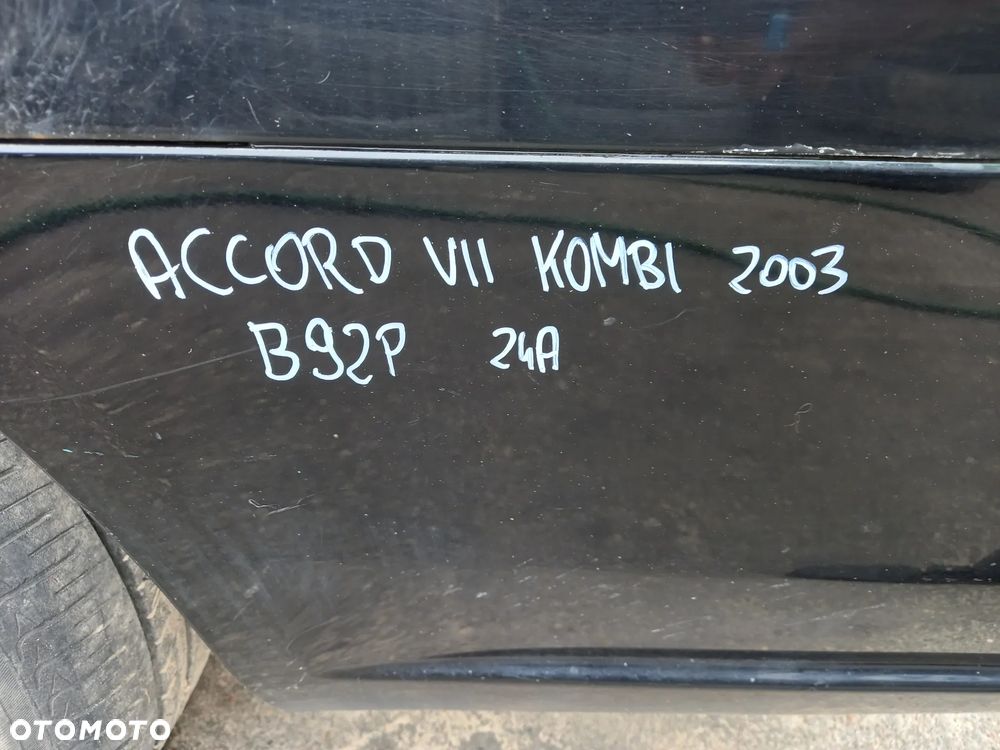 ACCORD VII KOMBI 2003
B92P 24A
OTOMOTO